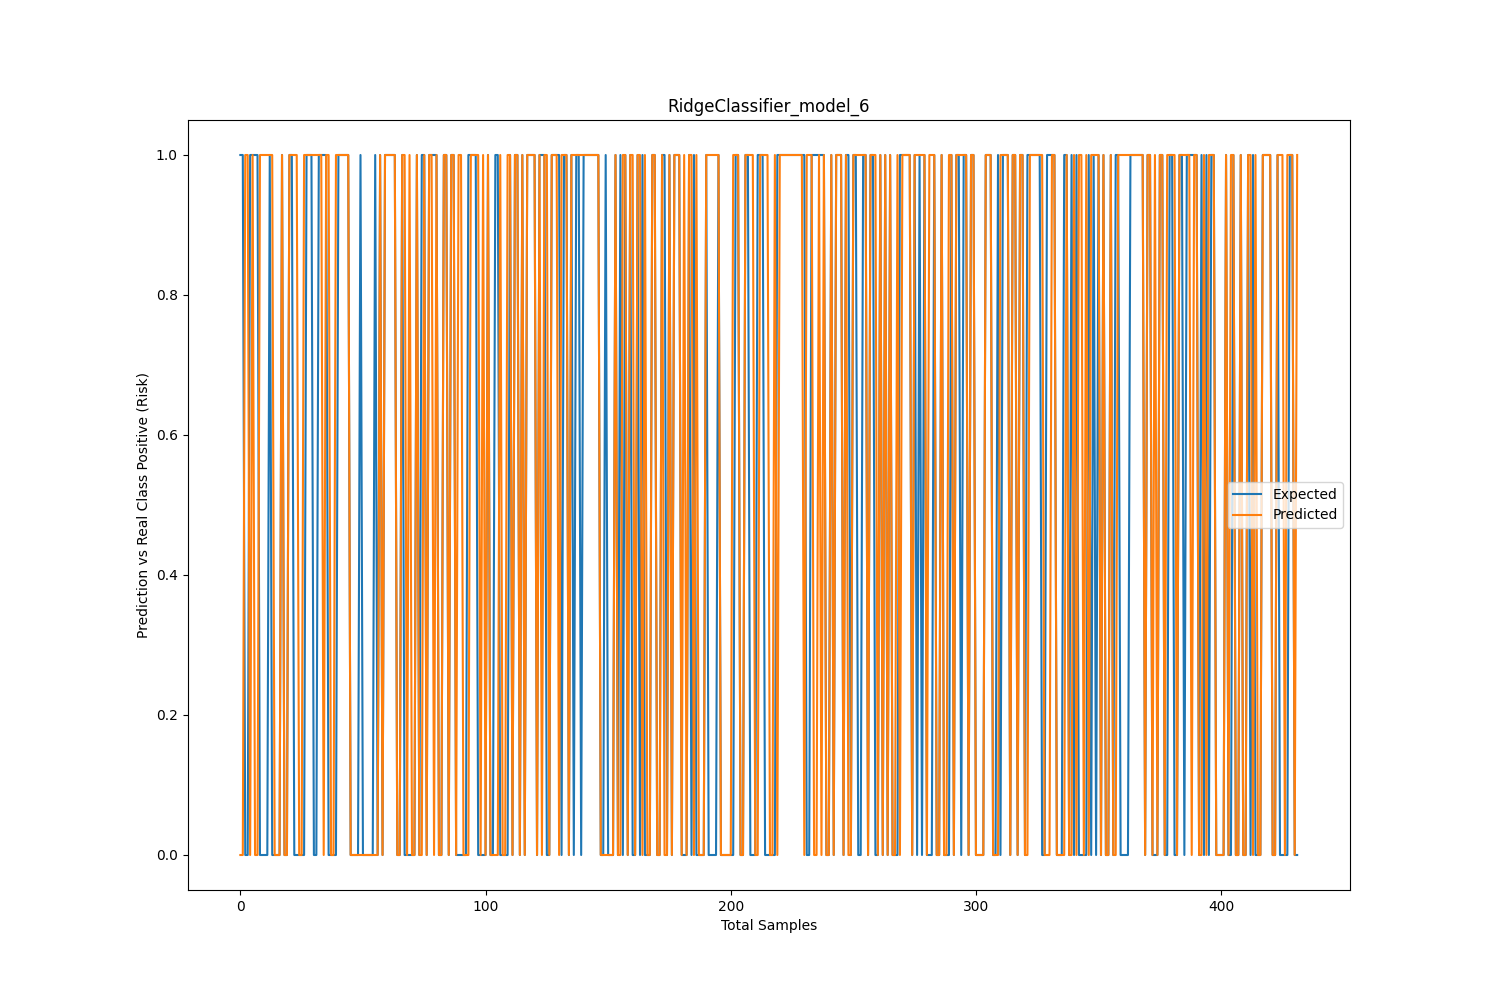 RidgeClassifier_model_6
1.0
0.8
0.6
0.4
0.2
0.0
Prediction vs Real Class Positive (Risk)
Expected
Predicted
0 100 200 300 400
Total Samples